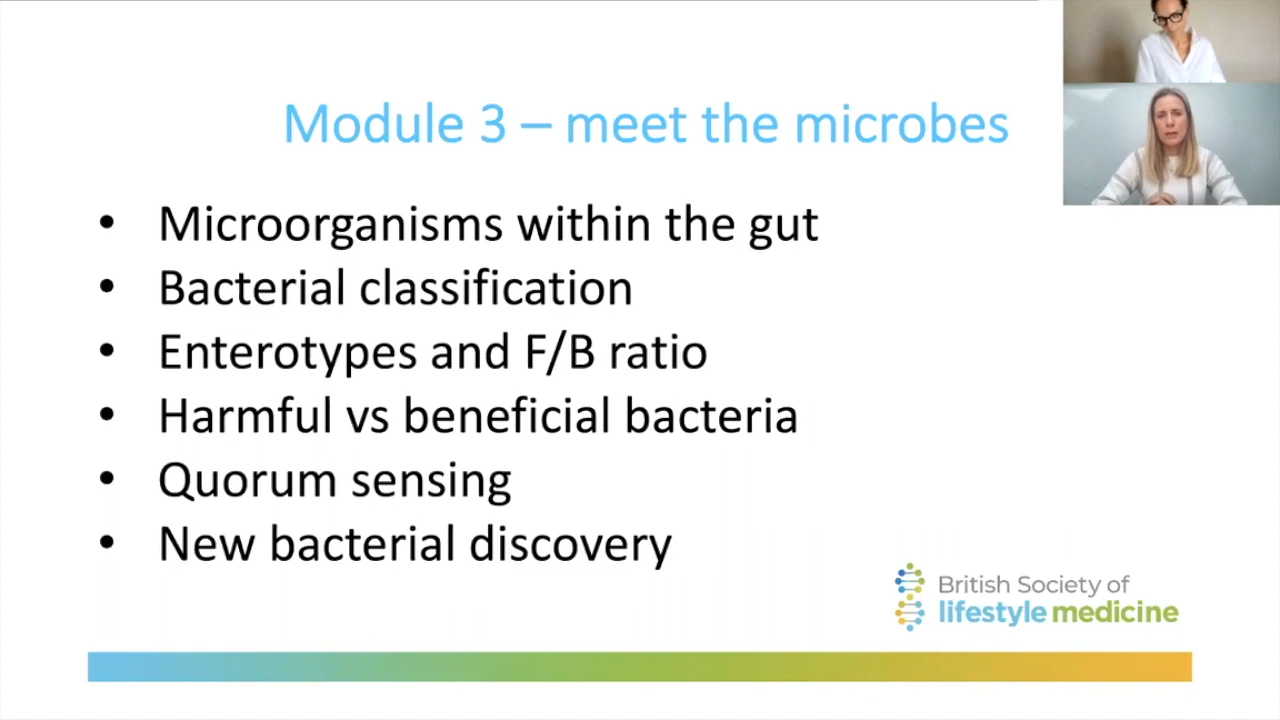 Module 3 – meet the microbes
• Microorganisms within the gut
• Bacterial classification
• Enterotypes and F/B ratio
• Harmful vs beneficial bacteria
• Quorum sensing
• New bacterial discovery
British Society of
lifestyle medicine